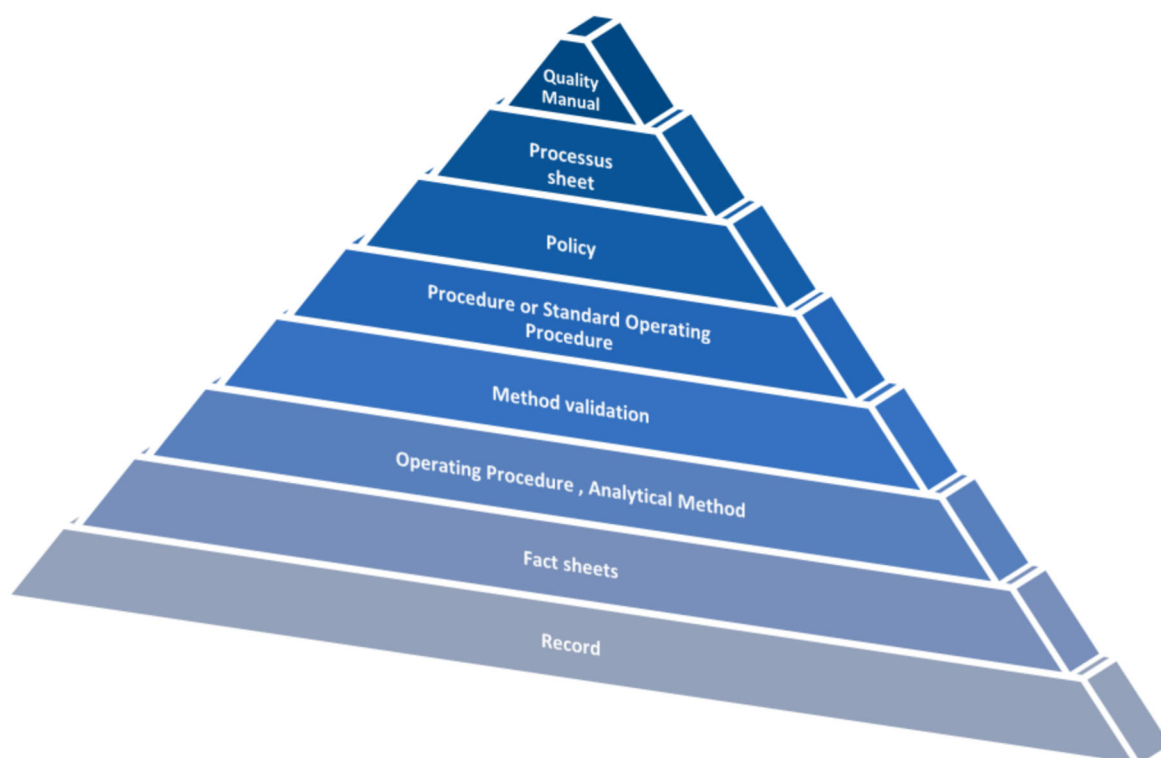 Quality
Manual
Processus
sheet
Policy
Procedure or Standard Operating
Procedure
Method validation
Operating Procedure , Analytical Method
Fact sheets
Record